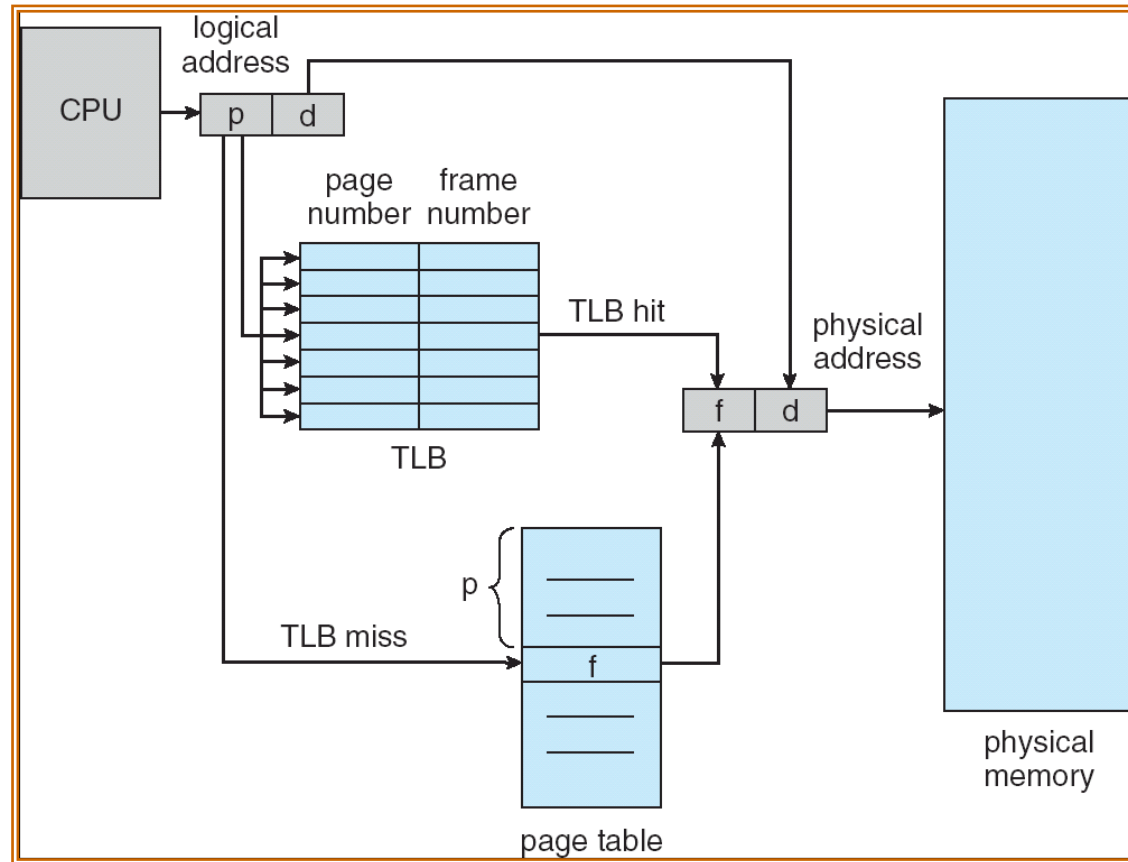 logical
address
CPU
p
d
page
number
frame
number
TLB hit
physical
address
f
d
TLB
p
TLB miss
f
physical
memory
page table